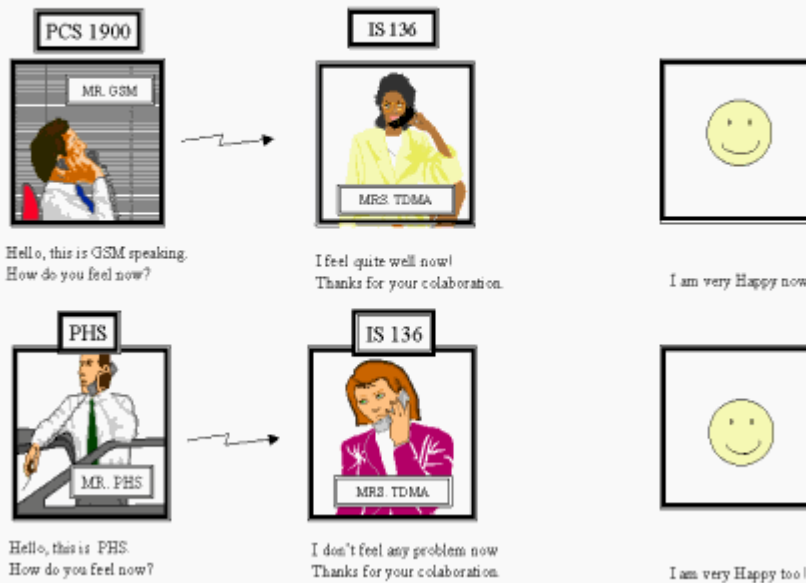 PCS 1900
IS 136
MR. GSM
MRS. TDMA
Hello, this is GSM speaking.
How do you feel now?
I feel quite well now!
Thanks for your colaboration.
I am very Happy now
PHS
IS 136
MR. PHS
MRS. TDMA
Hello, this is PHS.
How do you feel now?
I don't feel any problem now
Thanks for your colaboration.
I am very Happy too!